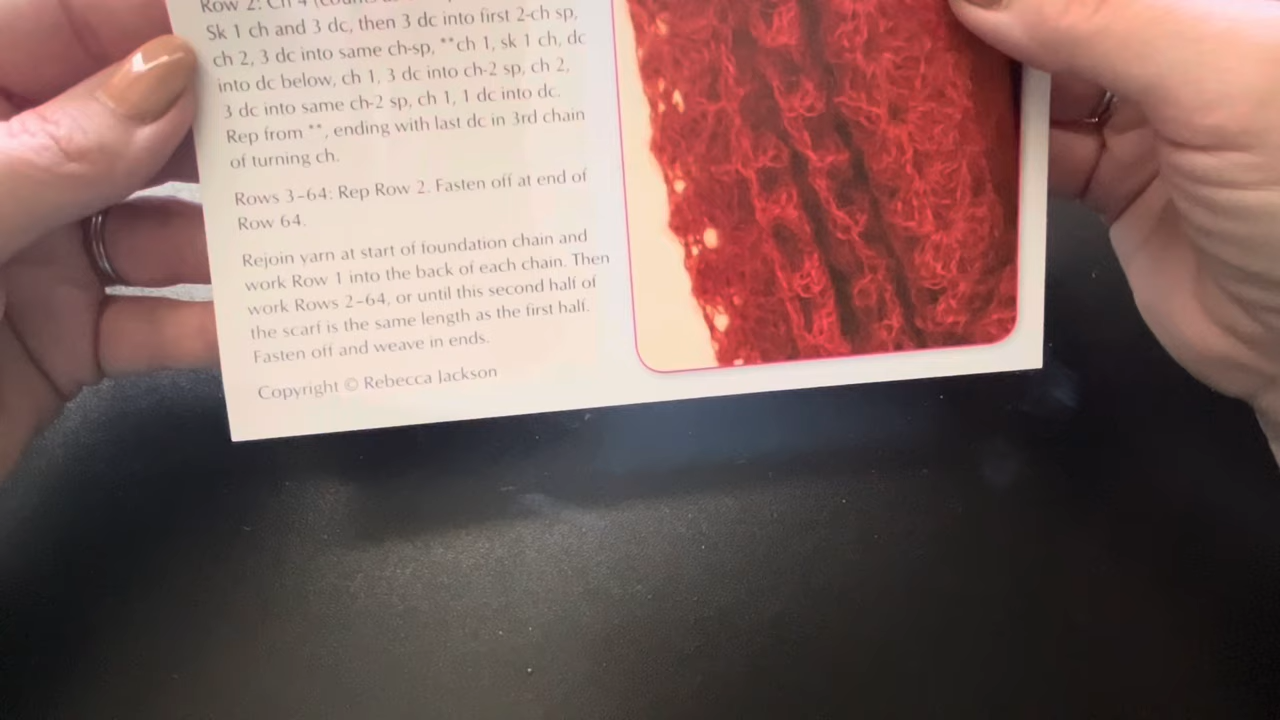 Row 2: Ch 4 (counts
Sk 1 ch and 3 dc, then 3 dc into first 2-ch sp,
ch 2, 3 dc into same ch-sp, **ch 1, sk 1 ch, dc
into dc below, ch 1, 3 dc into ch-2 sp, ch 2,
3 dc into same ch-2 sp, ch 1, 1 dc into dc.
Rep from **, ending with last dc in 3rd chain
of turning ch.
Rows 3–64: Rep Row 2. Fasten off at end of
Row 64.
Rejoin yarn at start of foundation chain and
work Row 1 into the back of each chain. Then
work Rows 2–64, or until this second half of
the scarf is the same length as the first half.
Fasten off and weave in ends.
Copyright © Rebecca Jackson